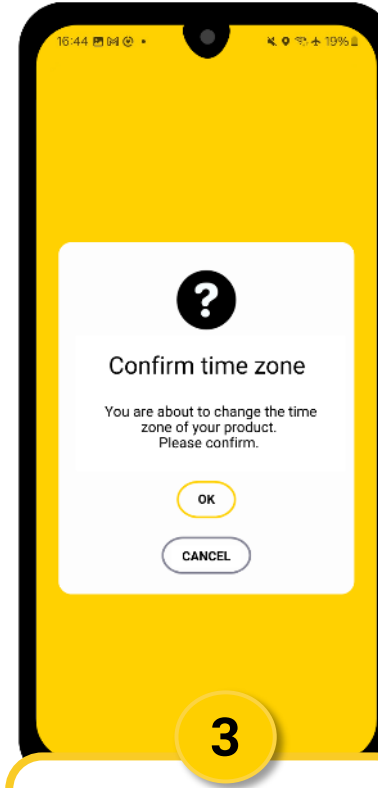 16:44
19%
?
Confirm time zone
You are about to change the time
zone of your product.
Please confirm.
OK
CANCEL
3